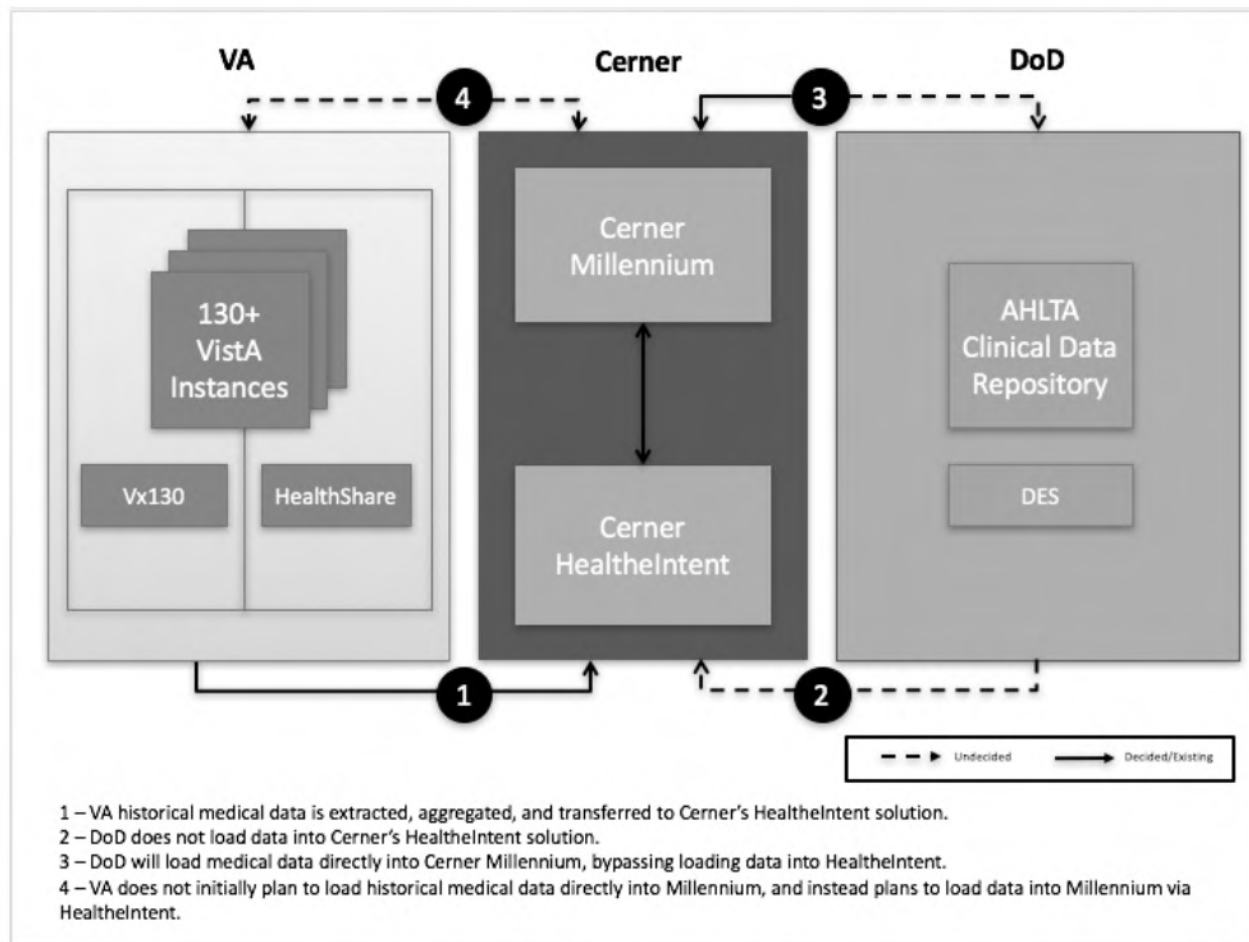 VA
Cerner
DoD
4
3
Cerner
Millennium
130+
VistA
Instances
AHLTA
Clinical Data
Repository
Vx130
HealthShare
Cerner
HealtheIntent
DES
1
2
Undecided
Decided/Existing
1 – VA historical medical data is extracted, aggregated, and transferred to Cerner’s HealtheIntent solution.
2 – DoD does not load data into Cerner’s HealtheIntent solution.
3 – DoD will load medical data directly into Cerner Millennium, bypassing loading data into HealtheIntent.
4 – VA does not initially plan to load historical medical data directly into Millennium, and instead plans to load data into Millennium via
HealtheIntent.